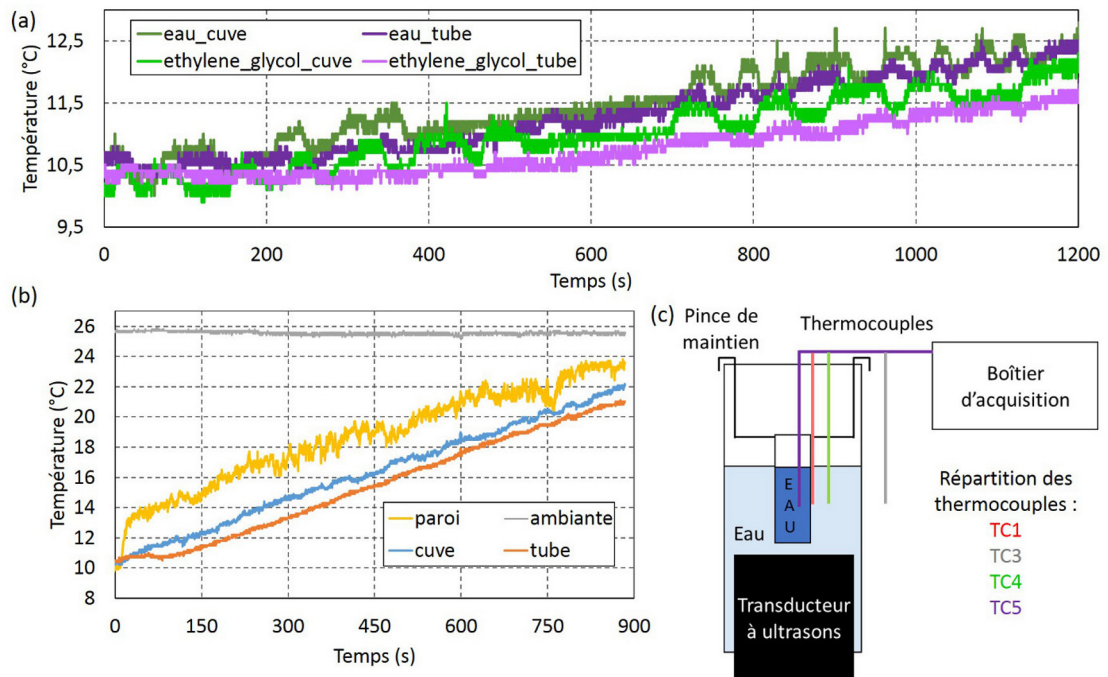 (a)
Température (°C)
12,5
11,5
10,5
9,5
eau_cuve
eau_tube
ethylene_glycol_cuve
ethylene_glycol_tube
0
200
400
600
800
1000
1200
Temps (s)
(b)
Température (°C)
26
24
22
20
18
16
14
12
10
8
paroi
ambiante
cuve
tube
0
150
300
450
600
750
900
Temps (s)
(c)
Pince de
maintien
Thermocouples
Boîtier
d'acquisition
Répartition des
thermocouples :
TC1
TC3
TC4
TC5
E
A
U
Eau
Transducteur
à ultrasons